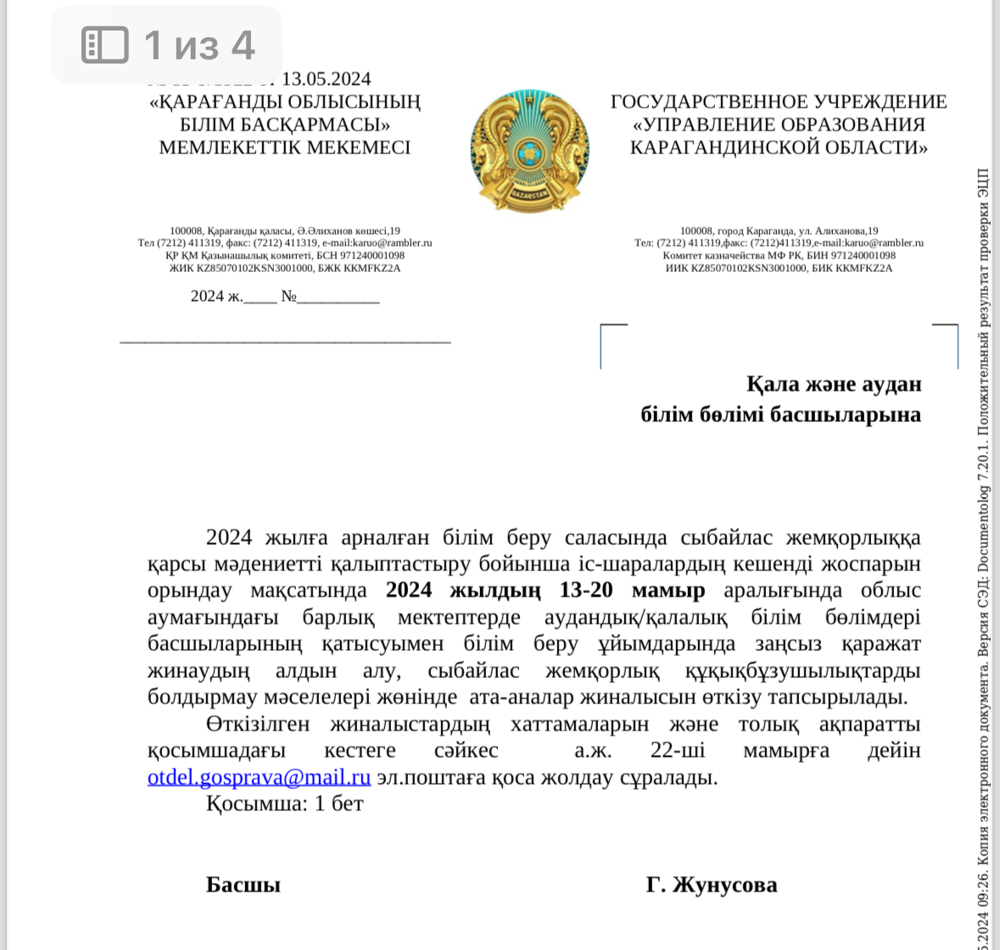 1 из 4
от 13.05.2024
«ҚАРАҒАНДЫ ОБЛЫСЫНЫҢ
БІЛІМ БАСҚАРМАСЫ»
МЕМЛЕКЕТТІК МЕКЕМЕСІ
QAZAQSTAN
ГОСУДАРСТВЕННОЕ УЧРЕЖДЕНИЕ
«УПРАВЛЕНИЕ ОБРАЗОВАНИЯ
КАРАГАНДИНСКОЙ ОБЛАСТИ»
100008, Қарағанды қаласы, Ә.Әлиханов көшесі,19
Тел (7212) 411319, факс: (7212) 411319, e-mail:karuo@rambler.ru
ҚР ҚМ Қазынашылық комитеті, БСН 971240001098
ЖИК KZ85070102KSN3001000, БЖК KKMFKZ2A
100008, город Караганда, ул. Алиханова,19
Тел: (7212) 411319,факс: (7212)411319,e-mail:karuo@rambler.ru
Комитет казначейства МФ РК, БИН 971240001098
ИИК KZ85070102KSN3001000, БИК KKMFKZ2A
2024 ж.____ №__________
Қала және аудан
білім бөлімі басшыларына
2024 жылға арналған білім беру саласында сыбайлас жемқорлыққа
қарсы мәдениетті қалыптастыру бойынша іс-шаралардың кешенді жоспарын
орындау мақсатында 2024 жылдың 13-20 мамыр аралығында облыс
аумағындағы барлық мектептерде аудандық/қалалық білім бөлімдері
басшыларының қатысуымен білім беру ұйымдарында заңсыз қаражат
жинаудың алдын алу, сыбайлас жемқорлық құқықбұзушылықтарды
болдырмау мәселелері жөнінде ата-аналар жиналысын өткізу тапсырылады.
Өткізілген жиналыстардың хаттамаларын және толық ақпаратты
қосымшадағы кестеге сәйкес а.ж. 22-ші мамырға дейін
otdel.gosprava@mail.ru эл.поштаға қоса жолдау сұралады.
Қосымша: 1 бет
Басшы Г. Жунусова
.2024 09:26. Копия электронного документа. Версия СЭД: Documentolog 7.20.1. Положительный результат проверки ЭЦП